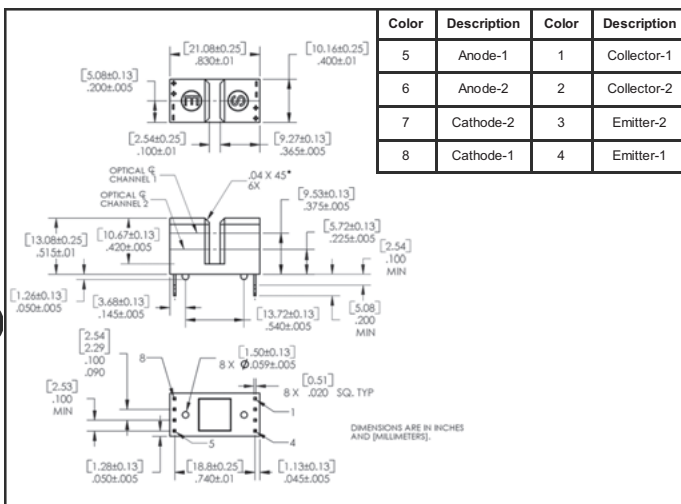 Color Description Color Description
5 Anode-1 1 Collector-1
6 Anode-2 2 Collector-2
7 Cathode-2 3 Emitter-2
8 Cathode-1 4 Emitter-1
[21.08±0.25]
.830±.01
[10.16±0.25]
.400±.01
[5.08±0.13]
.200±.005
E S
[2.54±0.25]
.100±.01
[9.27±0.13]
.365±.005
OPTICAL ℄
CHANNEL 1
.04 X 45°
6X
OPTICAL ℄
CHANNEL 2
[9.53±0.13]
.375±.005
[13.08±0.25]
.515±.01
[10.67±0.13]
.420±.005
[5.72±0.13]
.225±.005
[2.54]
.100
MIN
[1.26±0.13]
.050±.005
[3.68±0.13]
.145±.005
[13.72±0.13]
.540±.005
[5.08]
.200
MIN
[2.54]
[2.29]
.100
.090
8
[1.50±0.13]
8 X Ø.059±.005
[0.51]
8 X .020 SQ. TYP
[2.53]
.100
MIN
1
5
4
DIMENSIONS ARE IN INCHES
AND [MILLIMETERS].
[1.28±0.13]
.050±.005
[18.8±0.25]
.740±.01
[1.13±0.13]
.045±.005